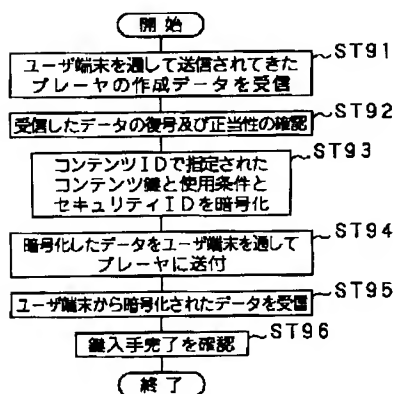 開始
ユーザ端末を通して送信されてきた
プレーヤの作成データを受信
ST91
受信したデータの復号及び正当性の確認
ST92
コンテンツIDで指定された
コンテンツ鍵と使用条件と
セキュリティIDを暗号化
ST93
暗号化したデータをユーザ端末を通して
プレーヤに送付
ST94
ユーザ端末から暗号化されたデータを受信
ST95
鍵入手完了を確認
ST96
終了